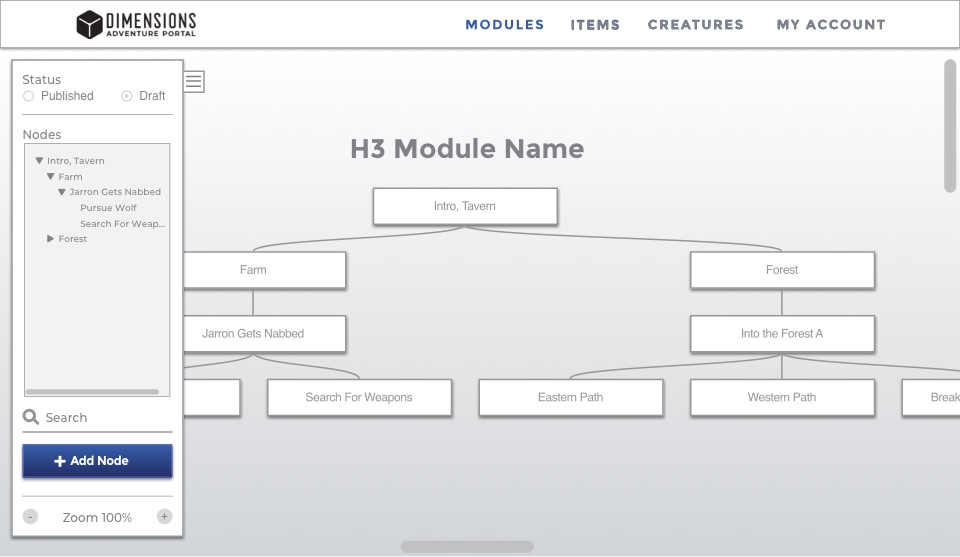 DIMENSIONS
ADVENTURE PORTAL
MODULES ITEMS CREATURES MY ACCOUNT
Status
Published Draft
Nodes
Intro, Tavern
Farm
Jarron Gets Nabbed
Pursue Wolf
Search For Weap...
Forest
Search
+ Add Node
- Zoom 100% +
H3 Module Name
Intro, Tavern
Farm Forest
Jarron Gets Nabbed Into the Forest A
Search For Weapons Eastern Path Western Path Break